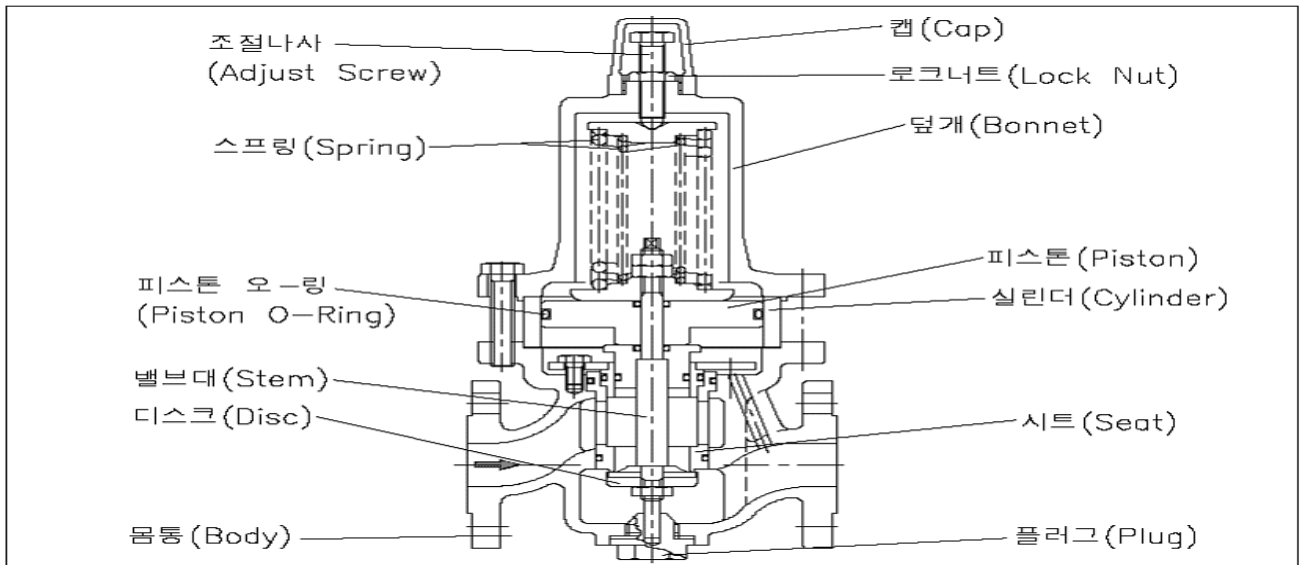 조절나사
(Adjust Screw)
캡(Cap)
로크너트(Lock Nut)
덮개(Bonnet)
스프링(Spring)
피스톤(Piston)
피스톤 오-링
(Piston O-Ring)
실린더(Cylinder)
밸브대(Stem)
디스크(Disc)
시트(Seat)
몸통(Body)
플러그(Plug)